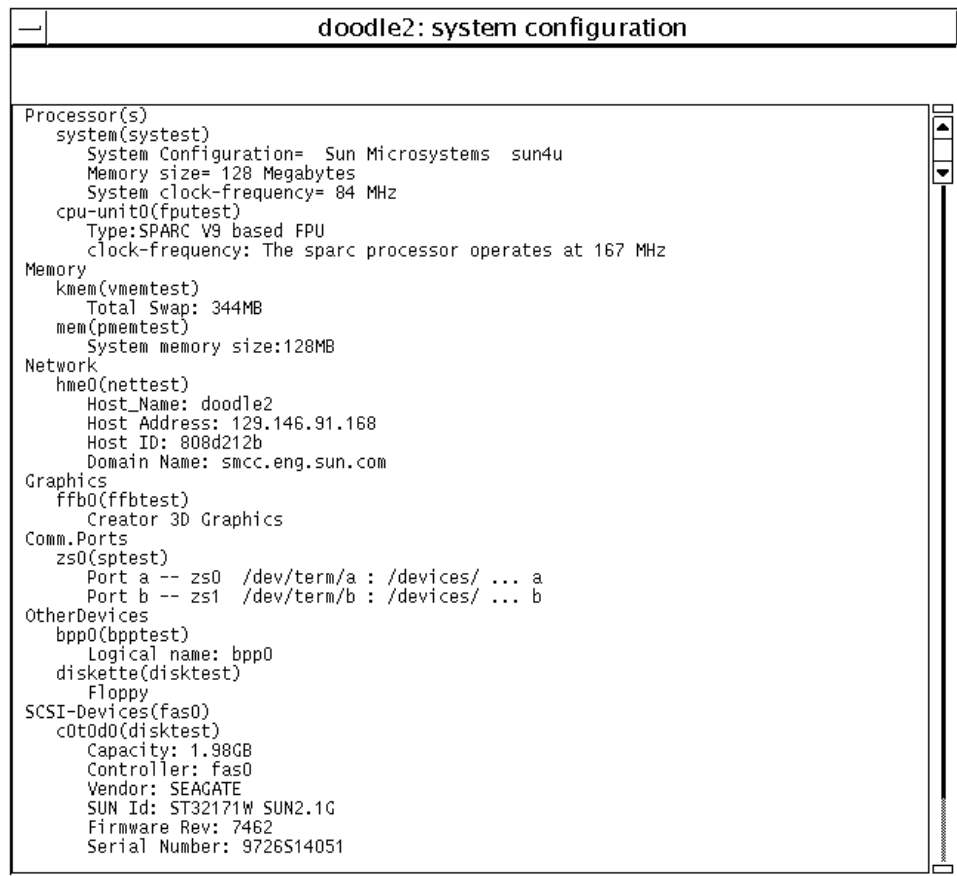 doodle2: system configuration
Processor(s)
system(systest)
System Configuration=  Sun Microsystems  sun4u
Memory size= 128 Megabytes
System clock-frequency= 84 MHz
cpu-unit0(fputest)
Type:SPARC V9 based FPU
clock-frequency: The sparc processor operates at 167 MHz
Memory
kmem(vmemtest)
Total Swap: 344MB
mem(pmemtest)
System memory size:128MB
Network
hme0(nettest)
Host_Name: doodle2
Host Address: 129.146.91.168
Host ID: 808d212b
Domain Name: smcc.eng.sun.com
Graphics
ffb0(ffbtest)
Creator 3D Graphics
Comm.Ports
zs0(sptest)
Port a -- zs0  /dev/term/a : /devices/ ... a
Port b -- zs1  /dev/term/b : /devices/ ... b
OtherDevices
bpp0(bpptest)
Logical name: bpp0
diskette(disktest)
Floppy
SCSI-Devices(fas0)
c0t0d0(disktest)
Capacity: 1.98GB
Controller: fas0
Vendor: SEAGATE
SUN Id: ST32171W SUN2.1G
Firmware Rev: 7462
Serial Number: 9726S14051